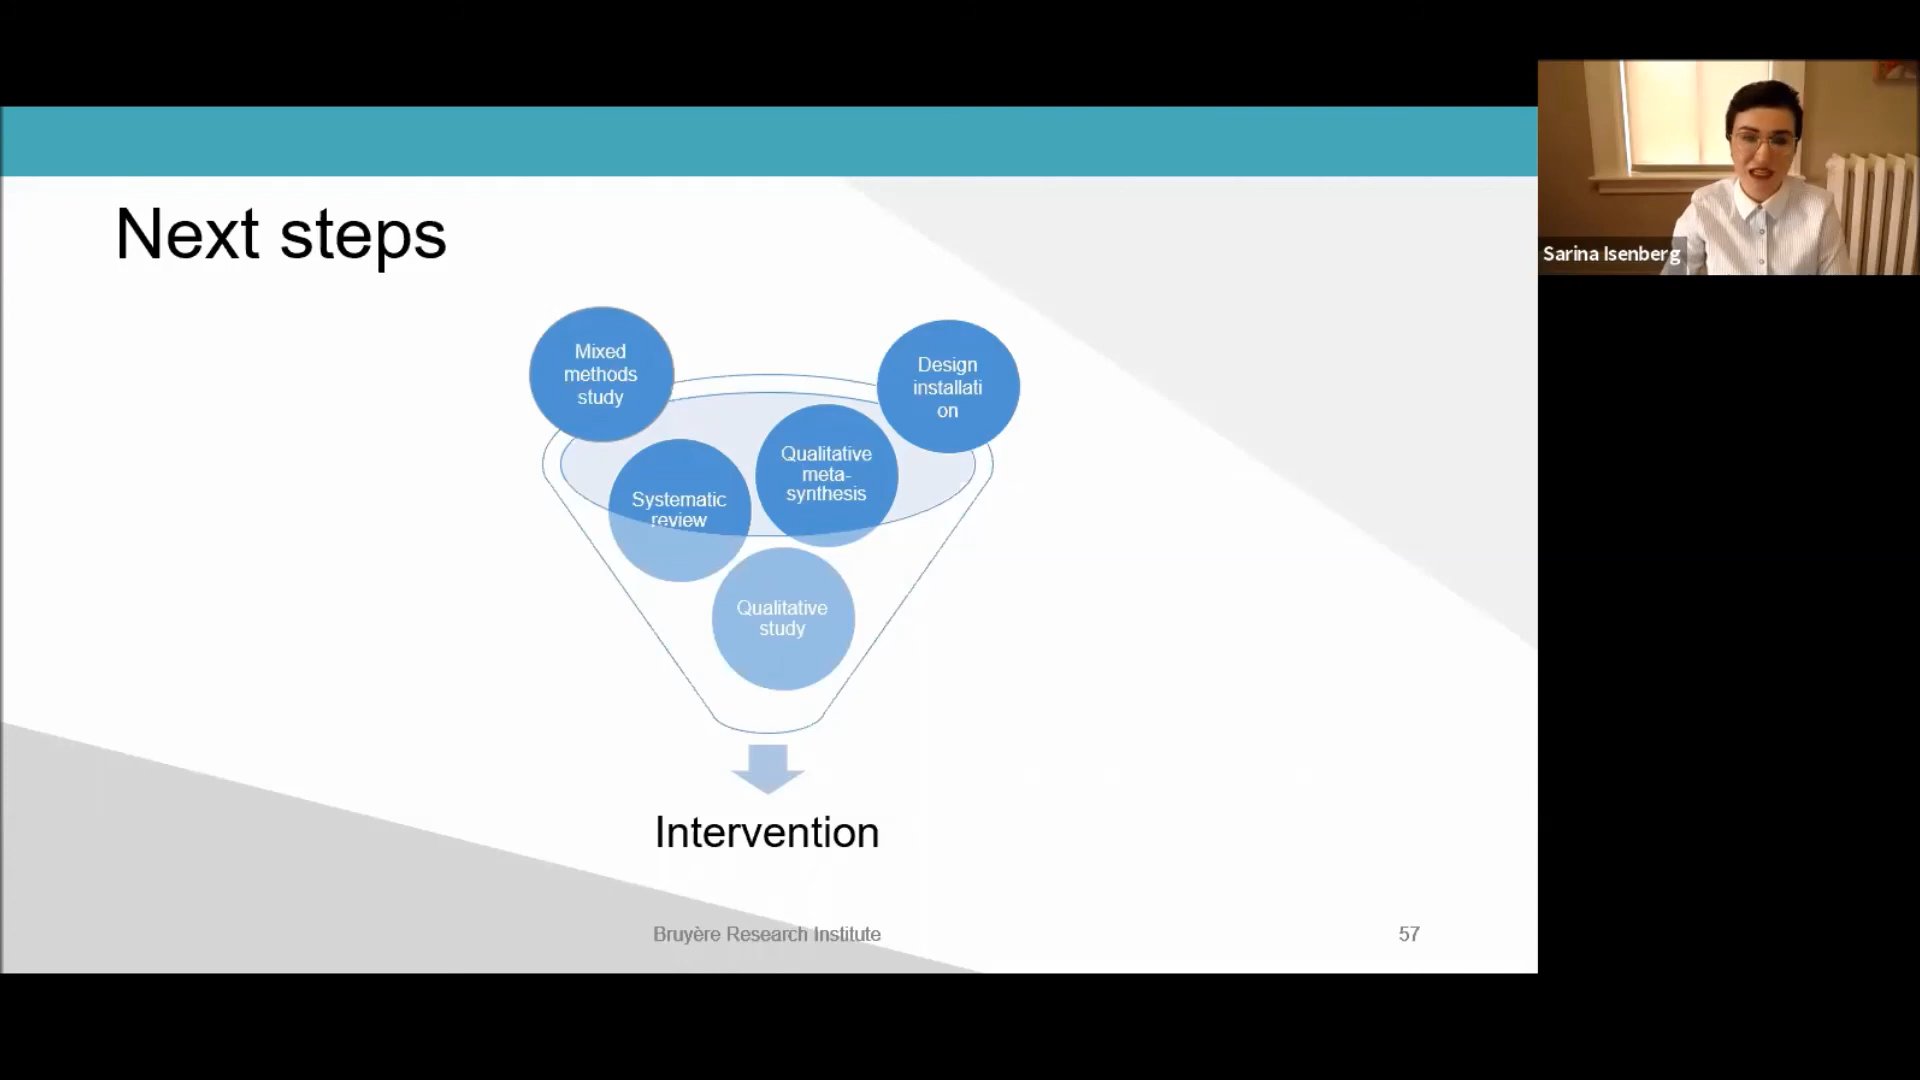 Next steps
Mixed
methods
study
Design
installati
on
Qualitative
meta-
synthesis
Systematic
review
Qualitative
study
Intervention
Bruyère Research Institute
57
Sarina Isenberg